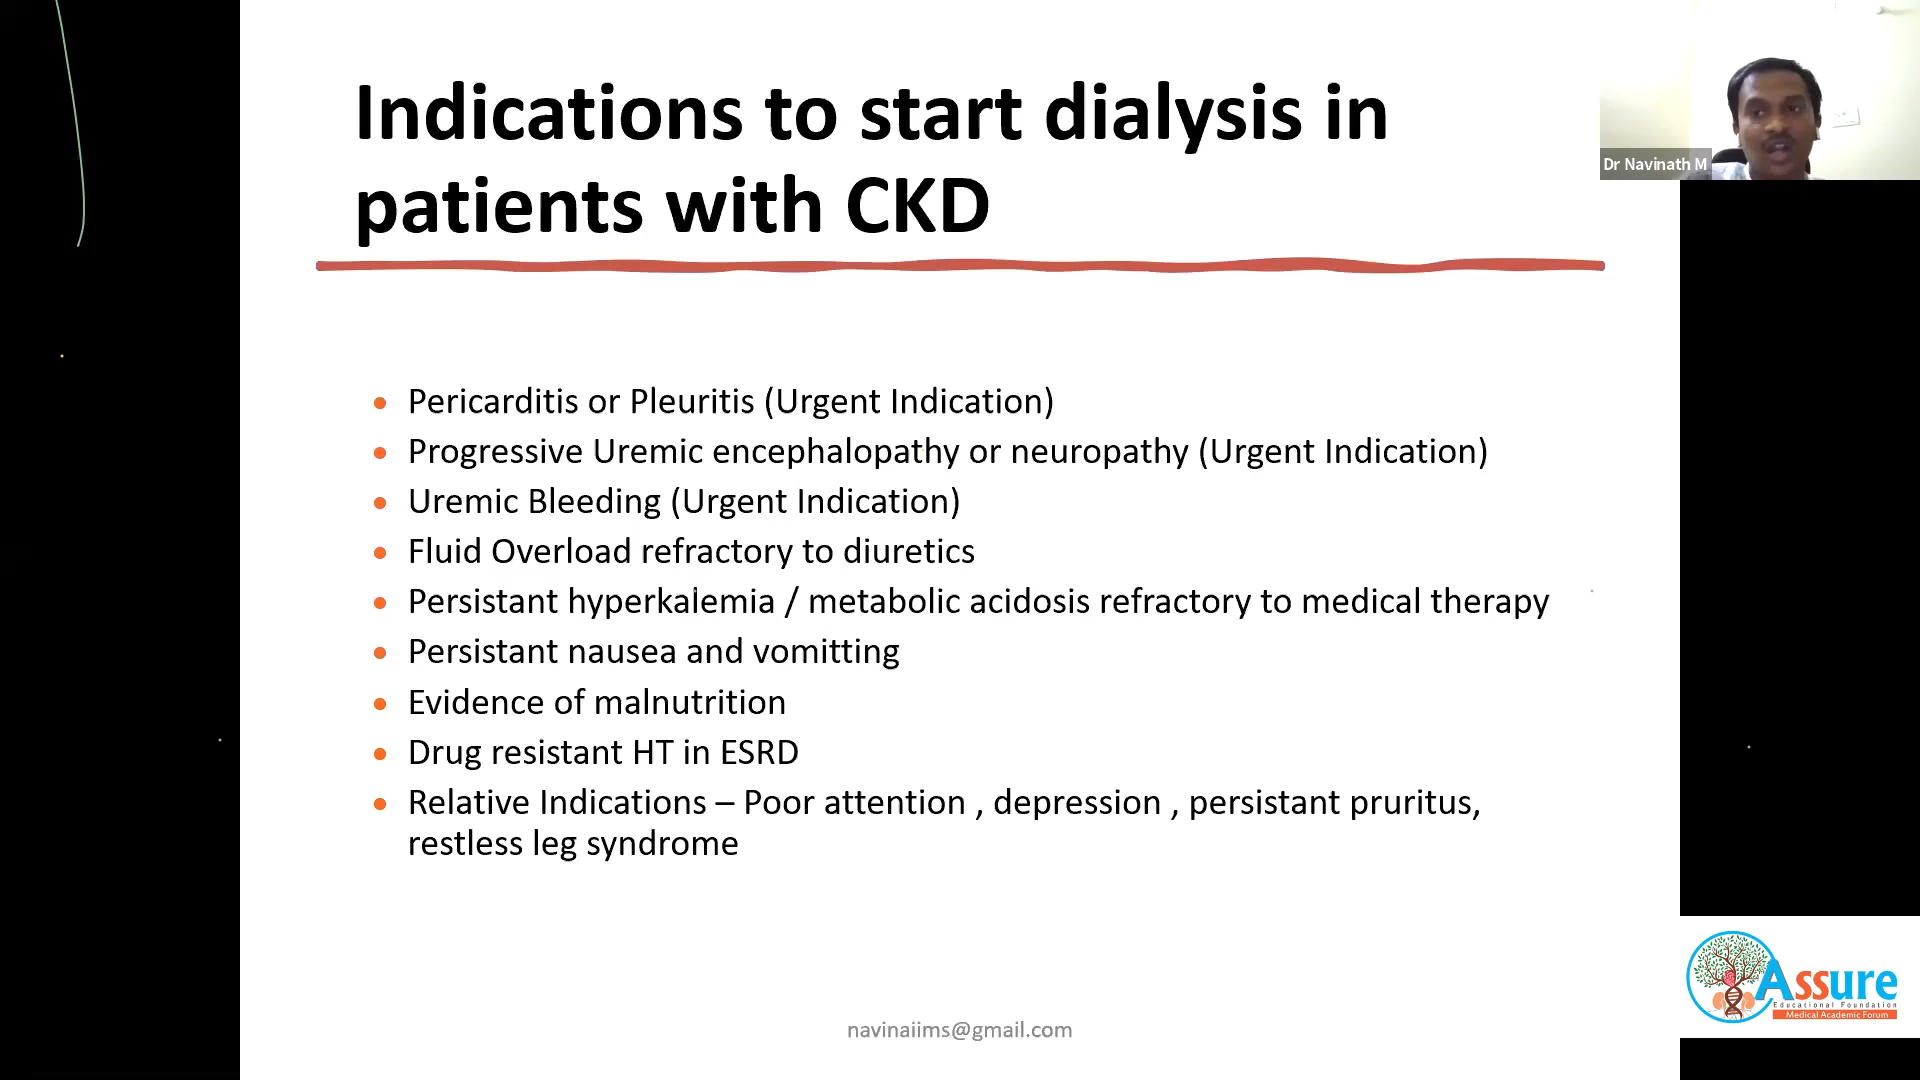 Indications to start dialysis in
patients with CKD
Dr Navinath M
Pericarditis or Pleuritis (Urgent Indication)
Progressive Uremic encephalopathy or neuropathy (Urgent Indication)
Uremic Bleeding (Urgent Indication)
Fluid Overload refractory to diuretics
Persistant hyperkalemia / metabolic acidosis refractory to medical therapy
Persistant nausea and vomitting
Evidence of malnutrition
Drug resistant HT in ESRD
Relative Indications – Poor attention , depression , persistant pruritus,
restless leg syndrome
navinaiims@gmail.com
Assure
Educational Foundation
Medical Academic Forum